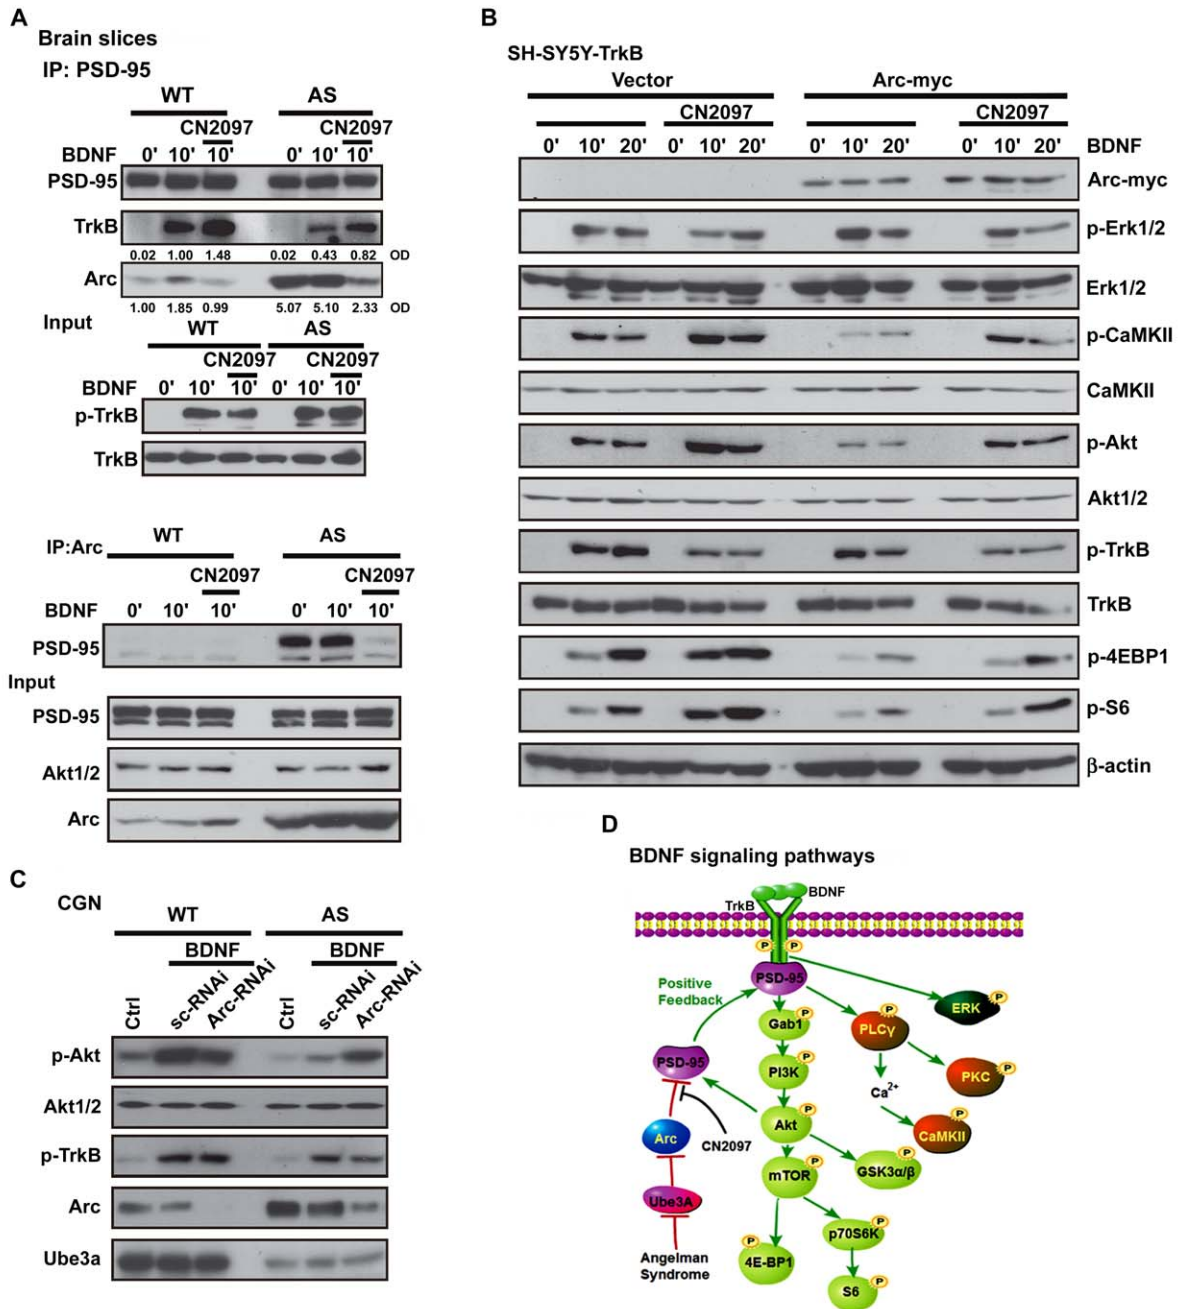 A
Brain slices
IP: PSD-95
WT AS
CN2097 CN2097
BDNF 0' 10' 10' 0' 10' 10'
PSD-95
TrkB
0.02 1.00 1.48 0.02 0.43 0.82 OD
Arc
1.00 1.85 0.99 5.07 5.10 2.33 OD
Input
WT AS
CN2097 CN2097
BDNF 0' 10' 10' 0' 10' 10'
p-TrkB
TrkB
IP:Arc
WT AS
CN2097 CN2097
BDNF 0' 10' 10' 0' 10' 10'
PSD-95
Input
PSD-95
Akt1/2
Arc
B
SH-SY5Y-TrkB
Vector Arc-myc
CN2097 CN2097
0' 10' 20' 0' 10' 20' 0' 10' 20' 0' 10' 20' BDNF
Arc-myc
p-Erk1/2
Erk1/2
p-CaMKII
CaMKII
p-Akt
Akt1/2
p-TrkB
TrkB
p-4EBP1
p-S6
β-actin
C
CGN
WT AS
BDNF BDNF
Ctrl sc-RNAi Arc-RNAi Ctrl sc-RNAi Arc-RNAi
p-Akt
Akt1/2
p-TrkB
Arc
Ube3a
D
BDNF signaling pathways
TrkB BDNF
P P
PSD-95
Positive
Feedback
ERK P
Gab1 P
PLCγ P
PSD-95
PI3K P
PKC P
Ca2+
Akt P
CaMKII P
Arc
CN2097
mTOR P
GSK3α/β P
Ube3A
p70S6K P
4E-BP1 P
Angelman
Syndrome
S6 P